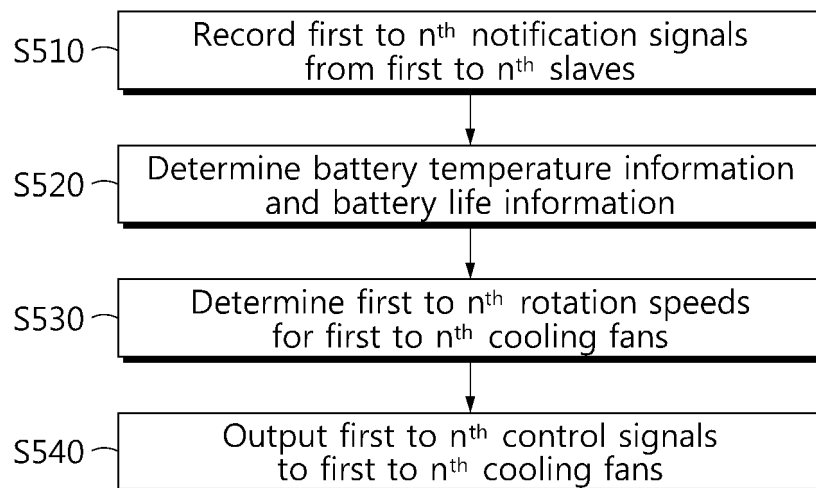 S510
Record first to nᵗʰ notification signals
from first to nᵗʰ slaves
S520
Determine battery temperature information
and battery life information
S530
Determine first to nᵗʰ rotation speeds
for first to nᵗʰ cooling fans
S540
Output first to nᵗʰ control signals
to first to nᵗʰ cooling fans